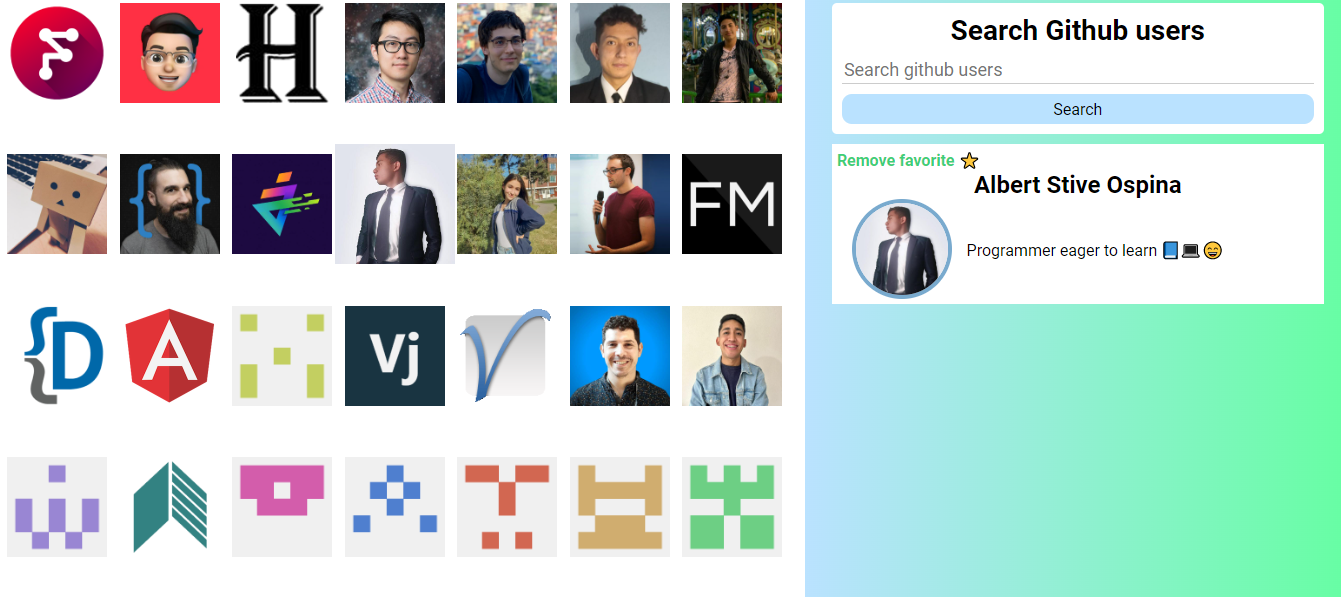 H
FM
D
A
Vj
V
Search Github users
Search github users
Search
Remove favorite
Albert Stive Ospina
Programmer eager to learn